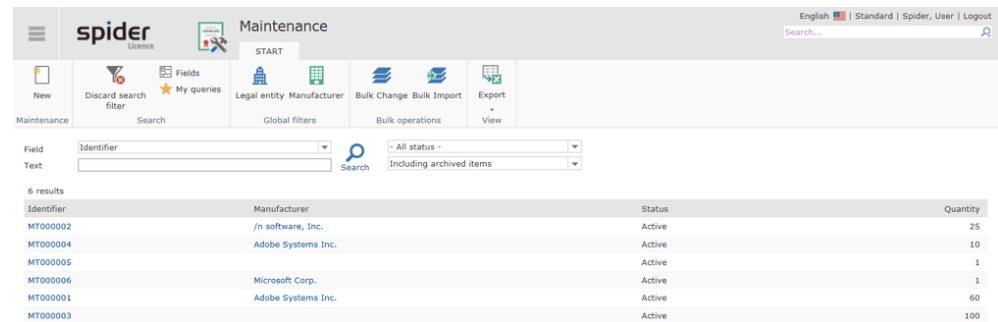 English | Standard | Spider, User | Logout
spider
Licence
Maintenance
Search...
START
New
Discard search filter
Fields
My queries
Legal entity
Manufacturer
Bulk Change
Bulk Import
Export
Maintenance
Search
Global filters
Bulk operations
View
Field
Identifier
- All status -
Text
Search
Including archived items
6 results
Identifier Manufacturer Status Quantity
MT000002 /n software, Inc. Active 25
MT000004 Adobe Systems Inc. Active 10
MT000005 Active 1
MT000006 Microsoft Corp. Active 1
MT000001 Adobe Systems Inc. Active 60
MT000003 Active 100